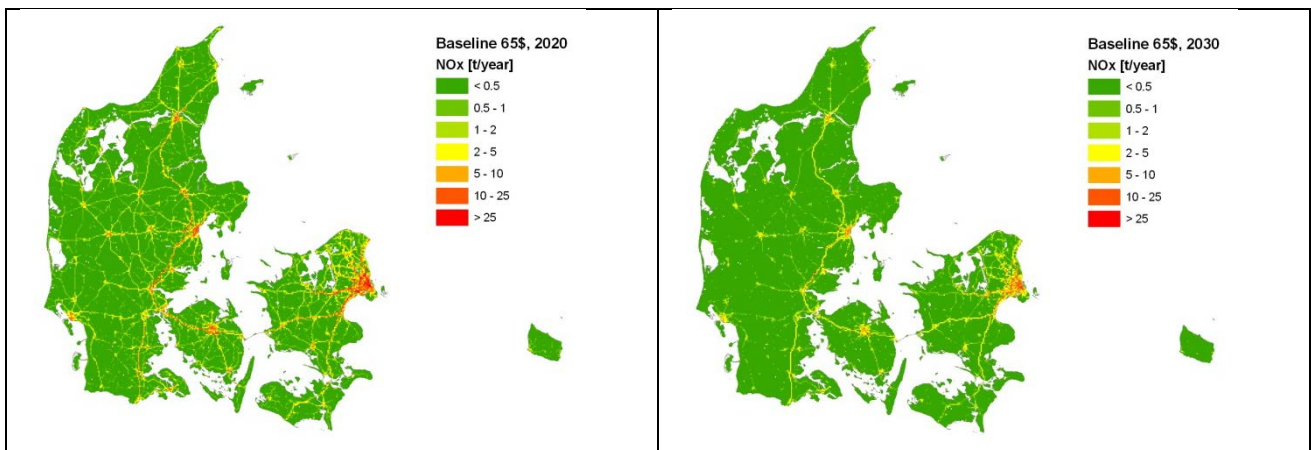 Baseline 65$, 2020
NOx [t/year]
< 0.5
0.5 - 1
1 - 2
2 - 5
5 - 10
10 - 25
> 25
Baseline 65$, 2030
NOx [t/year]
< 0.5
0.5 - 1
1 - 2
2 - 5
5 - 10
10 - 25
> 25